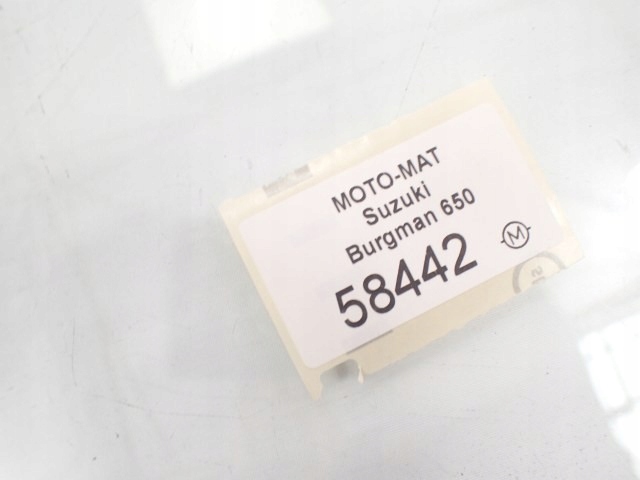 MOTO-MAT
Suzuki
Burgman 650
58442
M